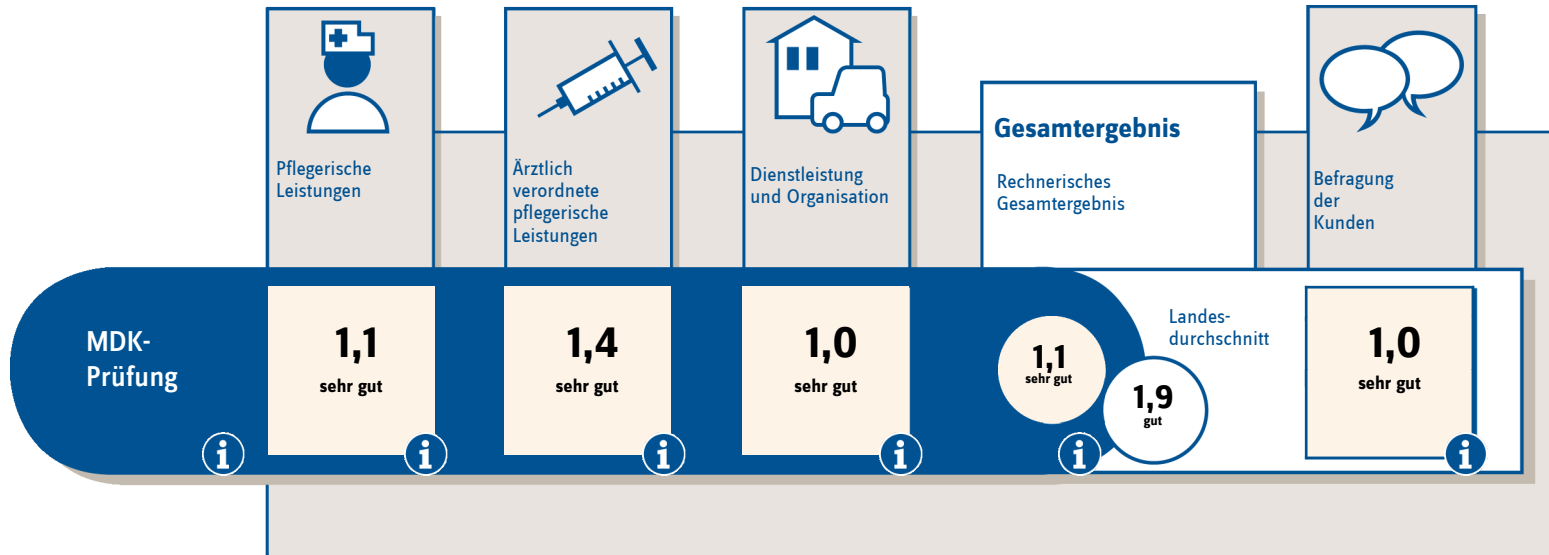 Pflegerische
Leistungen
Ärztlich
verordnete
pflegerische
Leistungen
Dienstleistung
und Organisation
Gesamtergebnis
Rechnerisches
Gesamtergebnis
Befragung
der
Kunden
MDK-
Prüfung
1,1
sehr gut
1,4
sehr gut
1,0
sehr gut
1,1
sehr gut
Landes-
durchschnitt
1,9
gut
1,0
sehr gut
i
i
i
i
i
i